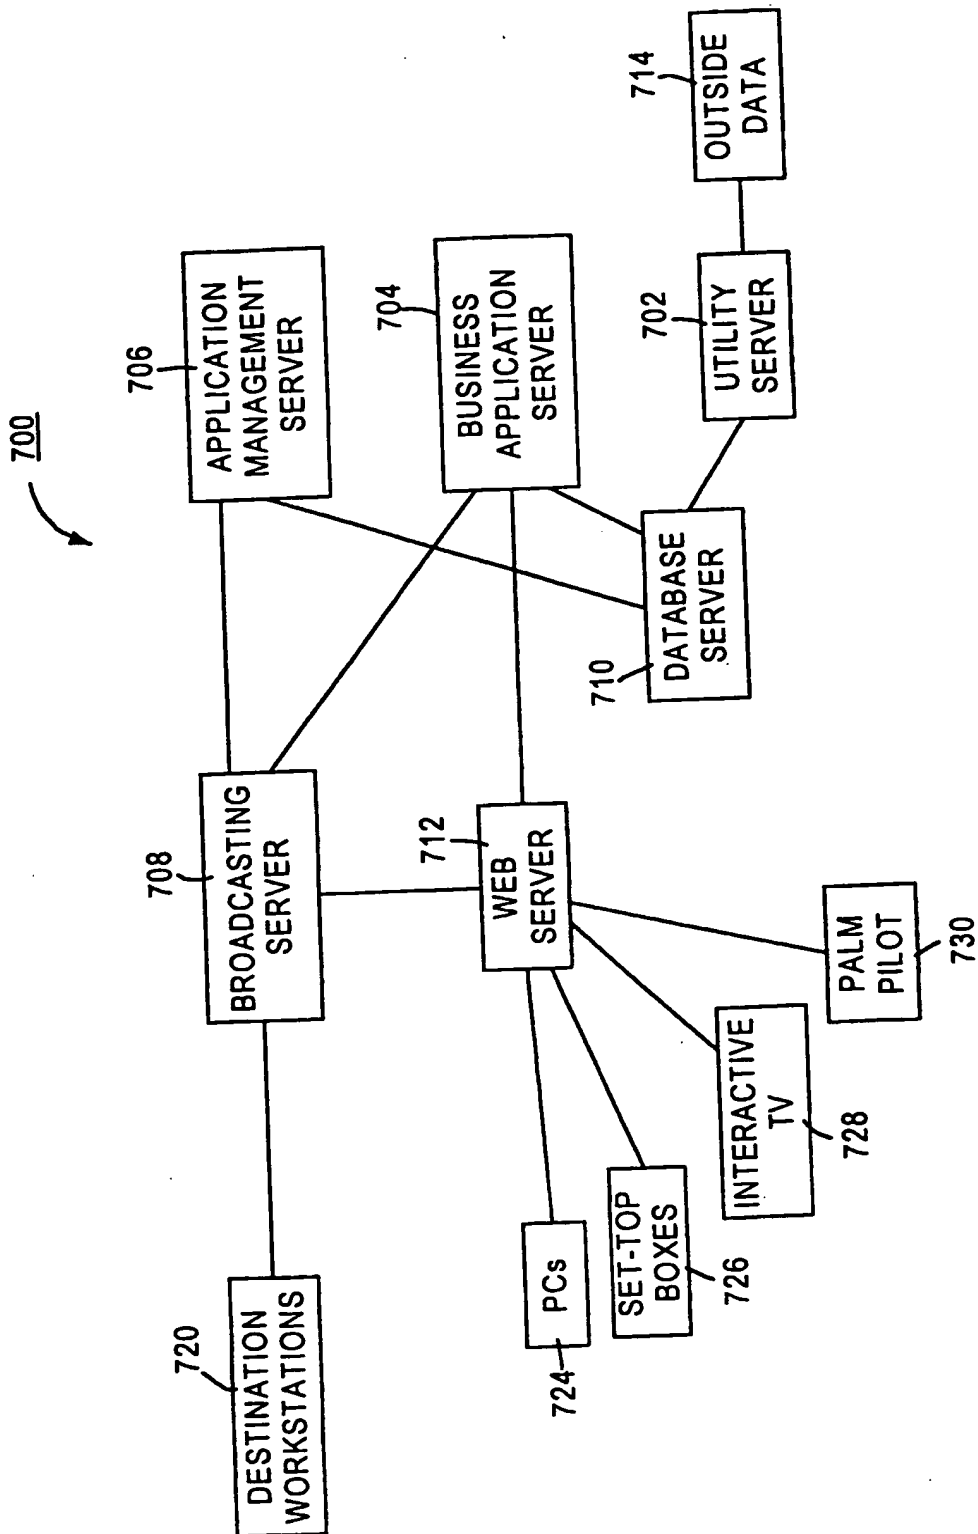 700
706
APPLICATION
MANAGEMENT
SERVER
704
BUSINESS
APPLICATION
SERVER
702
UTILITY
SERVER
714
OUTSIDE
DATA
708
BROADCASTING
SERVER
712
WEB
SERVER
710
DATABASE
SERVER
720
DESTINATION
WORKSTATIONS
PCs
724
SET-TOP
BOXES
726
INTERACTIVE
TV
728
PALM
PILOT
730